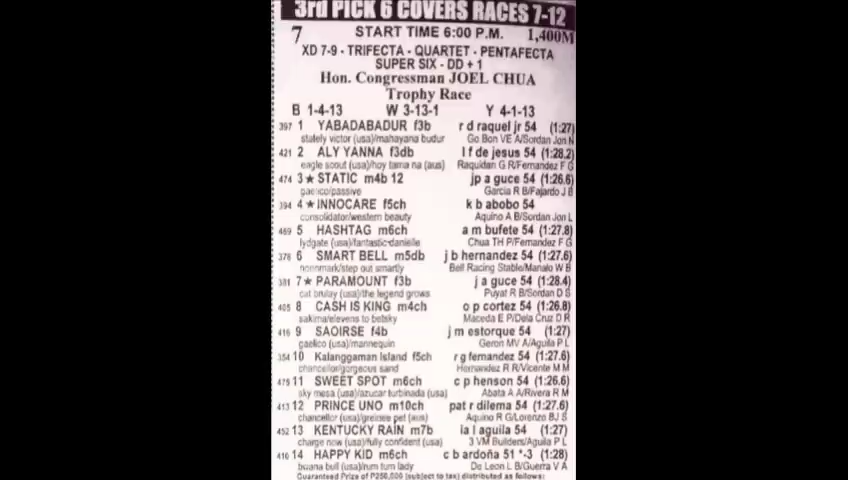 3rd PICK 6 COVERS RACES 7-12
7 START TIME 6:00 P.M. 1,400M
XD 7-9 - TRIFECTA - QUARTET - PENTAFECTA
SUPER SIX - DD + 1
Hon. Congressman JOEL CHUA
Trophy Race
B 1-4-13 W 3-13-1 Y 4-1-13
397 1 YABADABADUR f3b r d raquel jr 54 (1:27)
stately victor (usa)/mahayana budur Go Bon VE A/Sordan Jon N
421 2 ALY YANNA f3db l f de jesus 54 (1:28.2)
eagle scout (usa)/hoy tama na (aus) Raquidan G R/Fernandez F G
474 3★STATIC m4b 12 jp a guce 54 (1:26.6)
gaelico/passive Garcia R B/Fajardo J B
394 4★INNOCARE f5ch k b abobo 54
consolidator/western beauty Aquino A B/Sordan Jon L
469 5 HASHTAG m6ch a m bufete 54 (1:27.8)
lydgate (usa)/fantastic danielle Chua TH P/Fernandez F G
378 6 SMART BELL m5db j b hernandez 54 (1:27.6)
nonomark/step out smartly Bell Racing Stable/Manalo W B
381 7★PARAMOUNT f3b j a guce 54 (1:28.4)
cat brulay (usa)/the legend grows Puyat R B/Sordan D S
405 8 CASH IS KING m4ch o p cortez 54 (1:26.8)
sakima/elevens to betsky Maceda E P/Dela Cruz D R
416 9 SAOIRSE f4b j m estorque 54 (1:27)
gaelico (usa)/mannequin Geron MV A/Aguila P L
354 10 Kalanggaman Island f5ch r g fernandez 54 (1:27.6)
chancellor/gorgeous sand Hernandez R R/Vicente M M
475 11 SWEET SPOT m6ch c p henson 54 (1:26.6)
sky mesa (usa)/azucar turbinada (usa) Abata A A/Rivera R M
413 12 PRINCE UNO m10ch pat r dilema 54 (1:27.6)
chancellor (usa)/greinee pet (aus) Aquino R G/Lorenzo BJ S
452 13 KENTUCKY RAIN m7b ia l aguila 54 (1:27)
charge now (usa)/fully confident (usa) 3 VM Builders/Aguila P L
410 14 HAPPY KID m6ch c b ardoña 51 *-3 (1:28)
buana bull (usa)/rum tum lady De Leon L B/Guerra V A
Guaranteed Prize of P250,000 (subject to tax) distributed as follows: